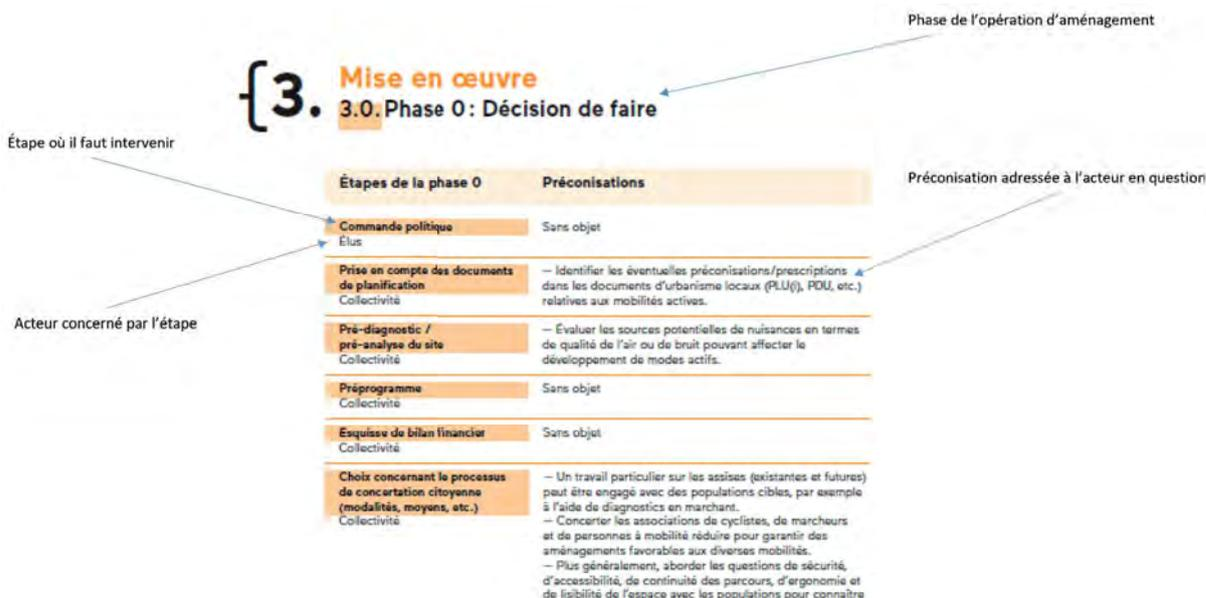 Phase de l'opération d'aménagement
{3. Mise en œuvre
3.0. Phase 0 : Décision de faire
Étape où il faut intervenir
Étapes de la phase 0 Préconisations
Préconisation adressée à l'acteur en question
Commande politique Sans objet
Élus
Prise en compte des documents — Identifier les éventuelles préconisations/prescriptions
de planification dans les documents d'urbanisme locaux (PLU(i), PDU, etc.)
Collectivité relatives aux mobilités actives.
Acteur concerné par l'étape
Pré-diagnostic / — Évaluer les sources potentielles de nuisances en termes
pré-analyse du site de qualité de l'air ou de bruit pouvant affecter le
Collectivité développement de modes actifs.
Préprogramme Sans objet
Collectivité
Esquisse de bilan financier Sans objet
Collectivité
Choix concernant le processus — Un travail particulier sur les assises (existantes et futures)
de concertation citoyenne peut être engagé avec des populations cibles, par exemple
(modalités, moyens, etc.) à l'aide de diagnostics en marchant.
Collectivité — Concerter les associations de cyclistes, de marcheurs
et de personnes à mobilité réduite pour garantir des
aménagements favorables aux diverses mobilités.
— Plus généralement, aborder les questions de sécurité,
d'accessibilité, de continuité des parcours, d'ergonomie et
de lisibilité de l'espace avec les populations pour connaître